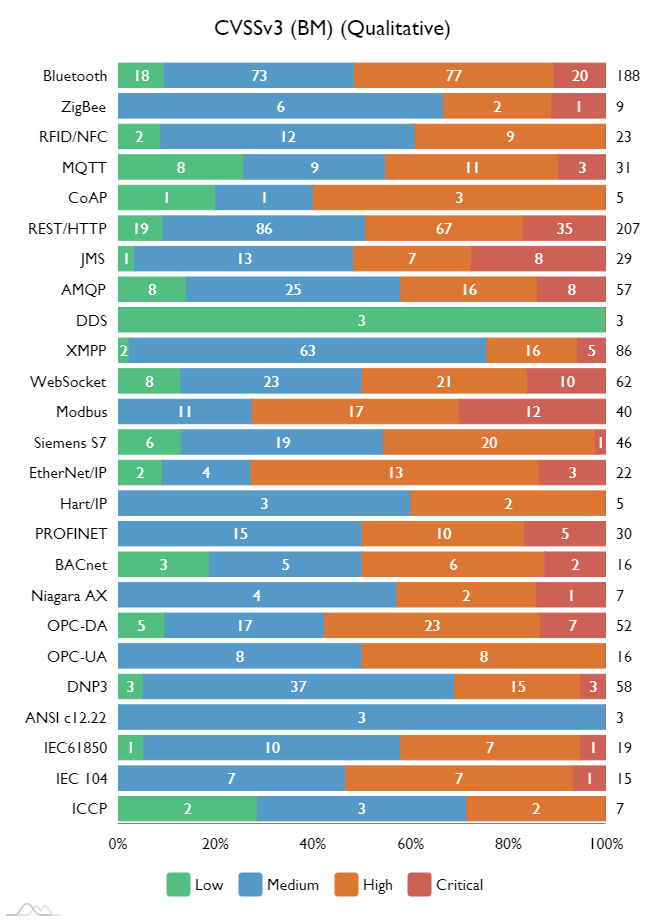 CVSSv3 (BM) (Qualitative)
Bluetooth 18 73 77 20 188
ZigBee 6 2 1 9
RFID/NFC 2 12 9 23
MQTT 8 9 11 3 31
CoAP 1 1 3 5
REST/HTTP 19 86 67 35 207
JMS 1 13 7 8 29
AMQP 8 25 16 8 57
DDS 3 3
XMPP 2 63 16 5 86
WebSocket 8 23 21 10 62
Modbus 11 17 12 40
Siemens S7 6 19 20 1 46
EtherNet/IP 2 4 13 3 22
Hart/IP 3 2 5
PROFINET 15 10 5 30
BACnet 3 5 6 2 16
Niagara AX 4 2 1 7
OPC-DA 5 17 23 7 52
OPC-UA 8 8 16
DNP3 3 37 15 3 58
ANSI c12.22 3 3
IEC61850 1 10 7 1 19
IEC 104 7 7 1 15
ICCP 2 3 2 7
0% 20% 40% 60% 80% 100%
Low Medium High Critical